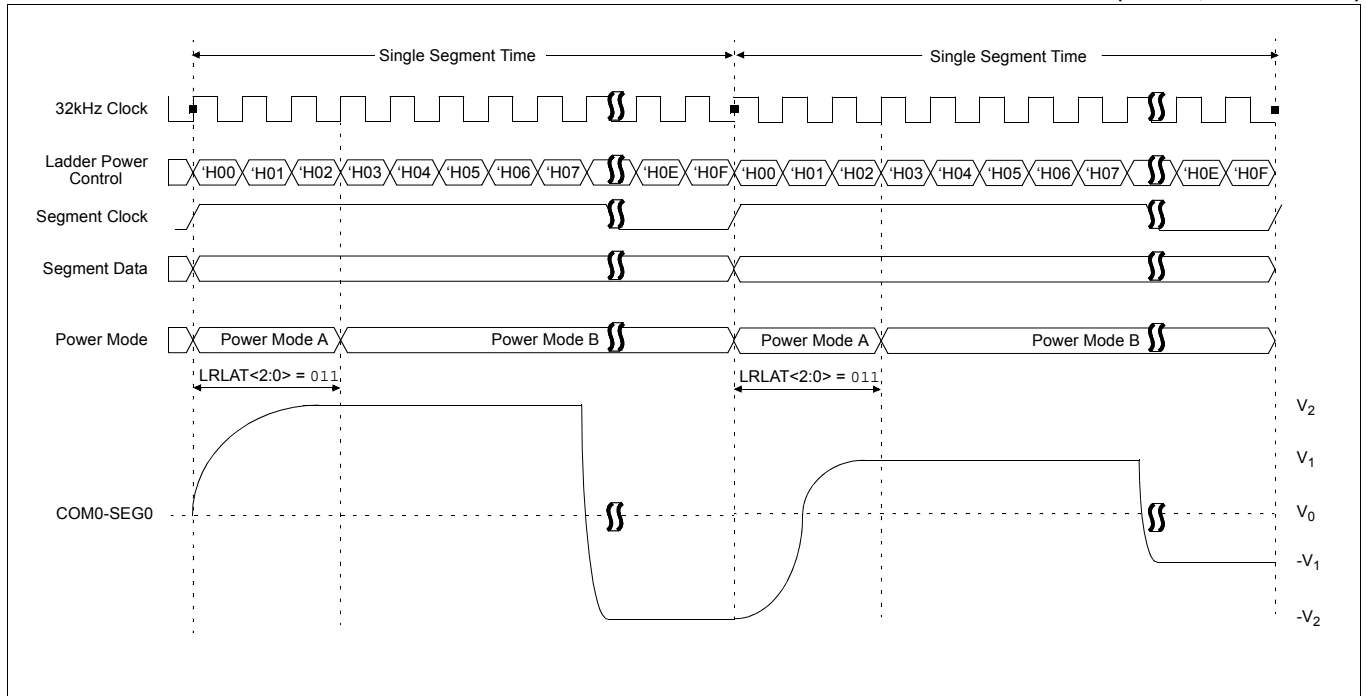 Single Segment Time Single Segment Time
32kHz Clock
Ladder Power
Control
'H00 'H01 'H02 'H03 'H04 'H05 'H06 'H07 'H0E 'H0F 'H00 'H01 'H02 'H03 'H04 'H05 'H06 'H07 'H0E 'H0F
Segment Clock
Segment Data
Power Mode Power Mode A Power Mode B Power Mode A Power Mode B
LRLAT<2:0> = 011 LRLAT<2:0> = 011
V2
V1
COM0-SEG0 V0
-V1
-V2